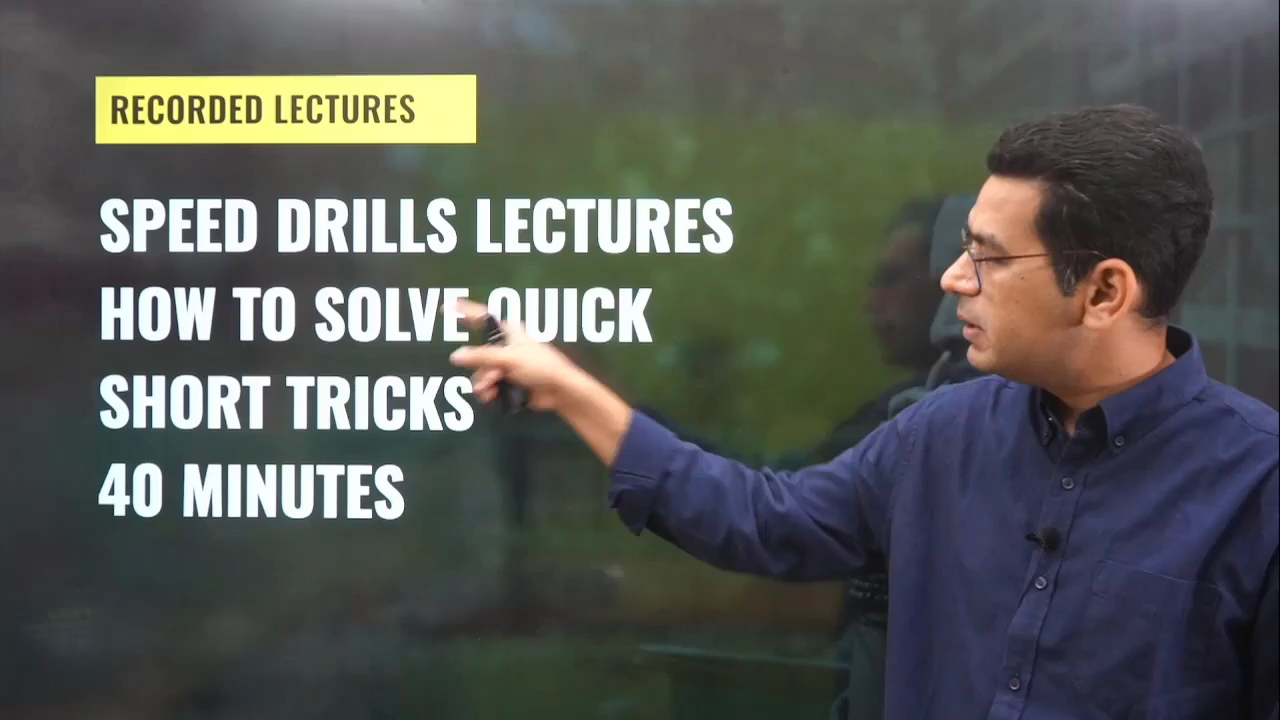 RECORDED LECTURES
SPEED DRILLS LECTURES
HOW TO SOLVE QUICK
SHORT TRICKS
40 MINUTES